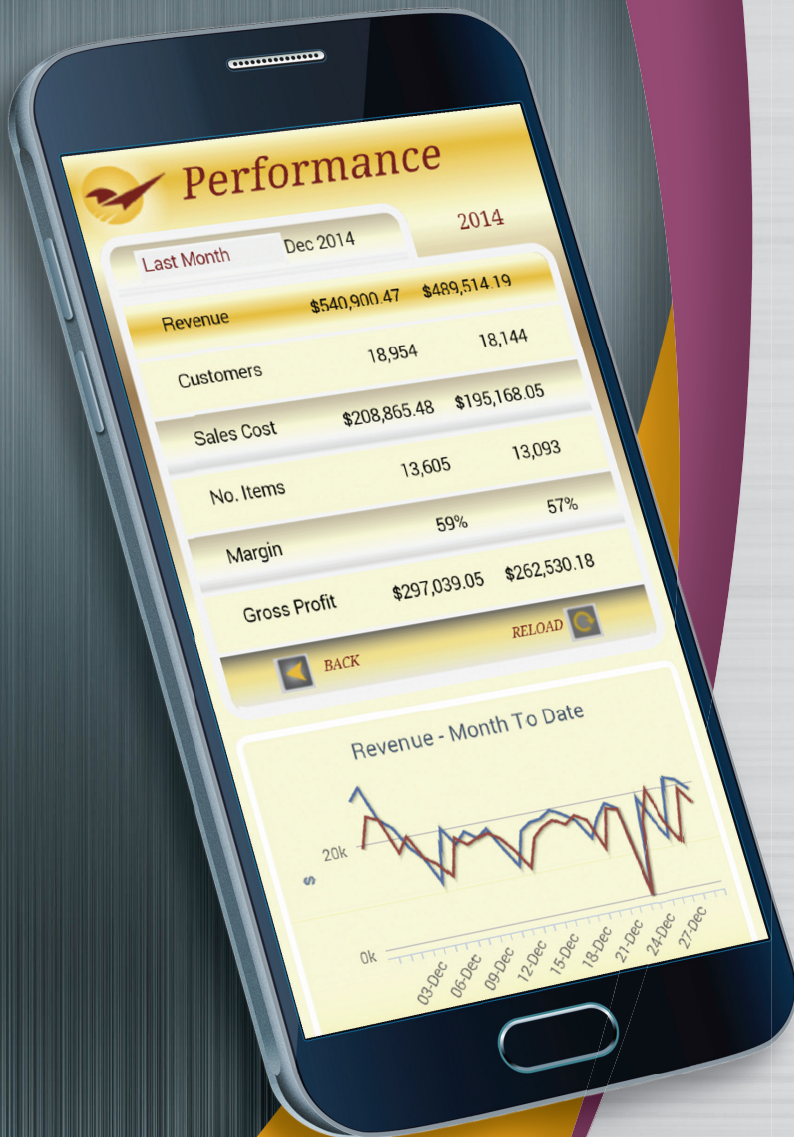 Performance
Last Month Dec 2014 2014
Revenue $540,900.47 $489,514.19
Customers 18,954 18,144
Sales Cost $208,865.48 $195,168.05
No. Items 13,605 13,093
Margin 59% 57%
Gross Profit $297,039.05 $262,530.18
BACK RELOAD
Revenue - Month To Date
20k
$
0k
03-Dec 06-Dec 09-Dec 12-Dec 15-Dec 18-Dec 21-Dec 24-Dec 27-Dec